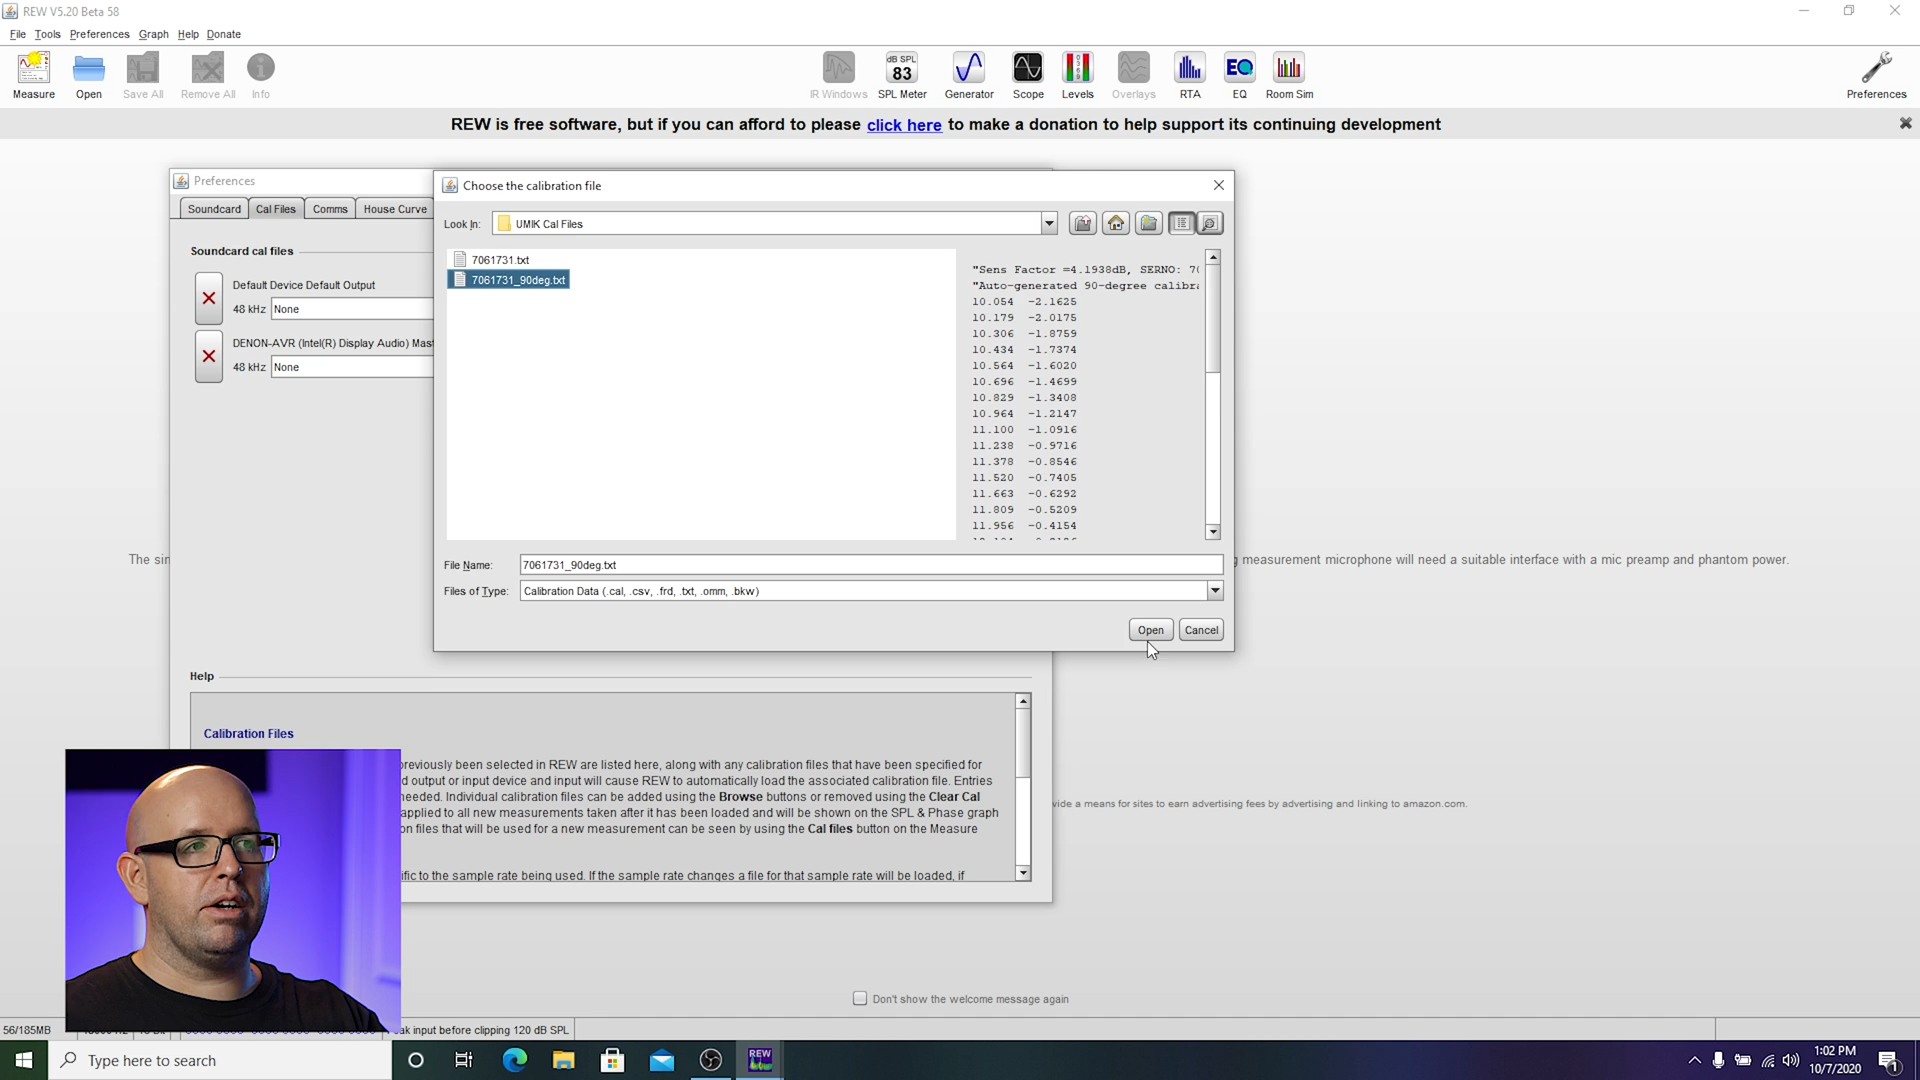 REW V5.20 Beta 58
File Tools Preferences Graph Help Donate
Measure Open Save All Remove All Info
dB SPL
83
IR Windows SPL Meter Generator Scope Levels Overlays RTA EQ Room Sim Preferences
EQ
REW is free software, but if you can afford to please click here to make a donation to help support its continuing development
Preferences
Soundcard Cal Files Comms House Curve
Soundcard cal files
Default Device Default Output
48 kHz None
DENON-AVR (Intel(R) Display Audio) Mas
48 kHz None
Choose the calibration file
Look In: UMIK Cal Files
7061731.txt
7061731_90deg.txt
"Sens Factor =4.1938dB, SERNO: 70
"Auto-generated 90-degree calibra
10.054 -2.1625
10.179 -2.0175
10.306 -1.8759
10.434 -1.7374
10.564 -1.6020
10.696 -1.4699
10.829 -1.3408
10.964 -1.2147
11.100 -1.0916
11.238 -0.9716
11.378 -0.8546
11.520 -0.7405
11.663 -0.6292
11.809 -0.5209
11.956 -0.4154
File Name: 7061731_90deg.txt
Files of Type: Calibration Data (.cal, .csv, .frd, .txt, .omm, .bkw)
Open Cancel
The sin
measurement microphone will need a suitable interface with a mic preamp and phantom power.
Help
Calibration Files
previously been selected in REW are listed here, along with any calibration files that have been specified for
d output or input device and input will cause REW to automatically load the associated calibration file. Entries
needed. Individual calibration files can be added using the Browse buttons or removed using the Clear Cal
applied to all new measurements taken after it has been loaded and will be shown on the SPL & Phase graph
on files that will be used for a new measurement can be seen by using the Cal files button on the Measure
ific to the sample rate being used. If the sample rate changes a file for that sample rate will be loaded, if
vide a means for sites to earn advertising fees by advertising and linking to amazon.com.
Don't show the welcome message again
56/185MB
ak input before clipping 120 dB SPL
Type here to search
REW
1:02 PM
10/7/2020
1